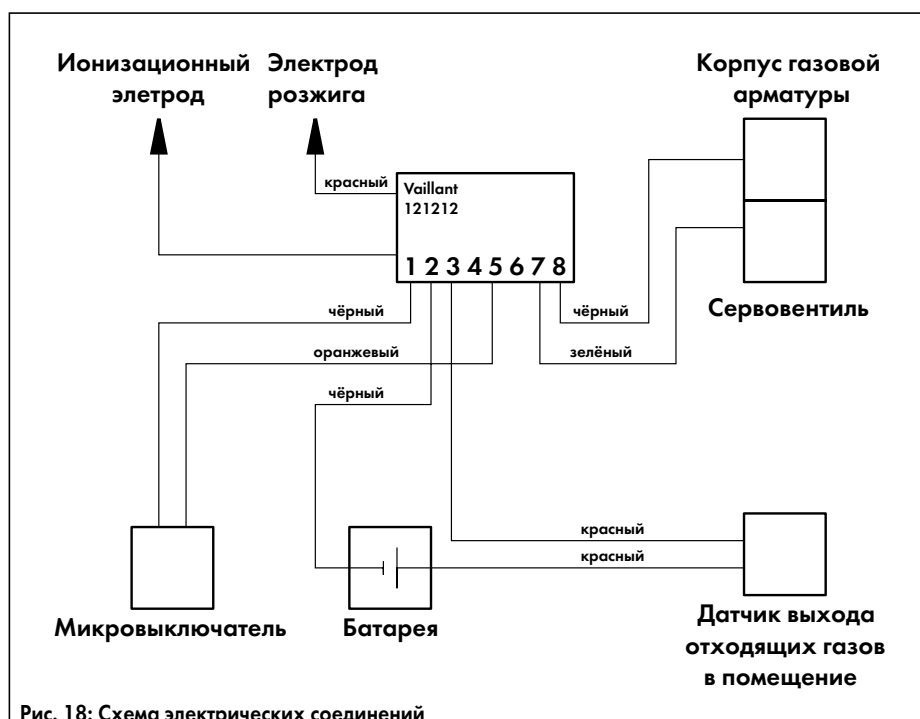 Ионизационный
элетрод
Электрод
розжига
Корпус газовой
арматуры
красный
Vaillant
121212
1 2 3 4 5 6 7 8
чёрный
чёрный
Сервовентиль
оранжевый
зелёный
чёрный
красный
красный
Микровыключатель
Батарея
Датчик выхода
отходящих газов
в помещение
Рис. 18: Схема электрических соединений